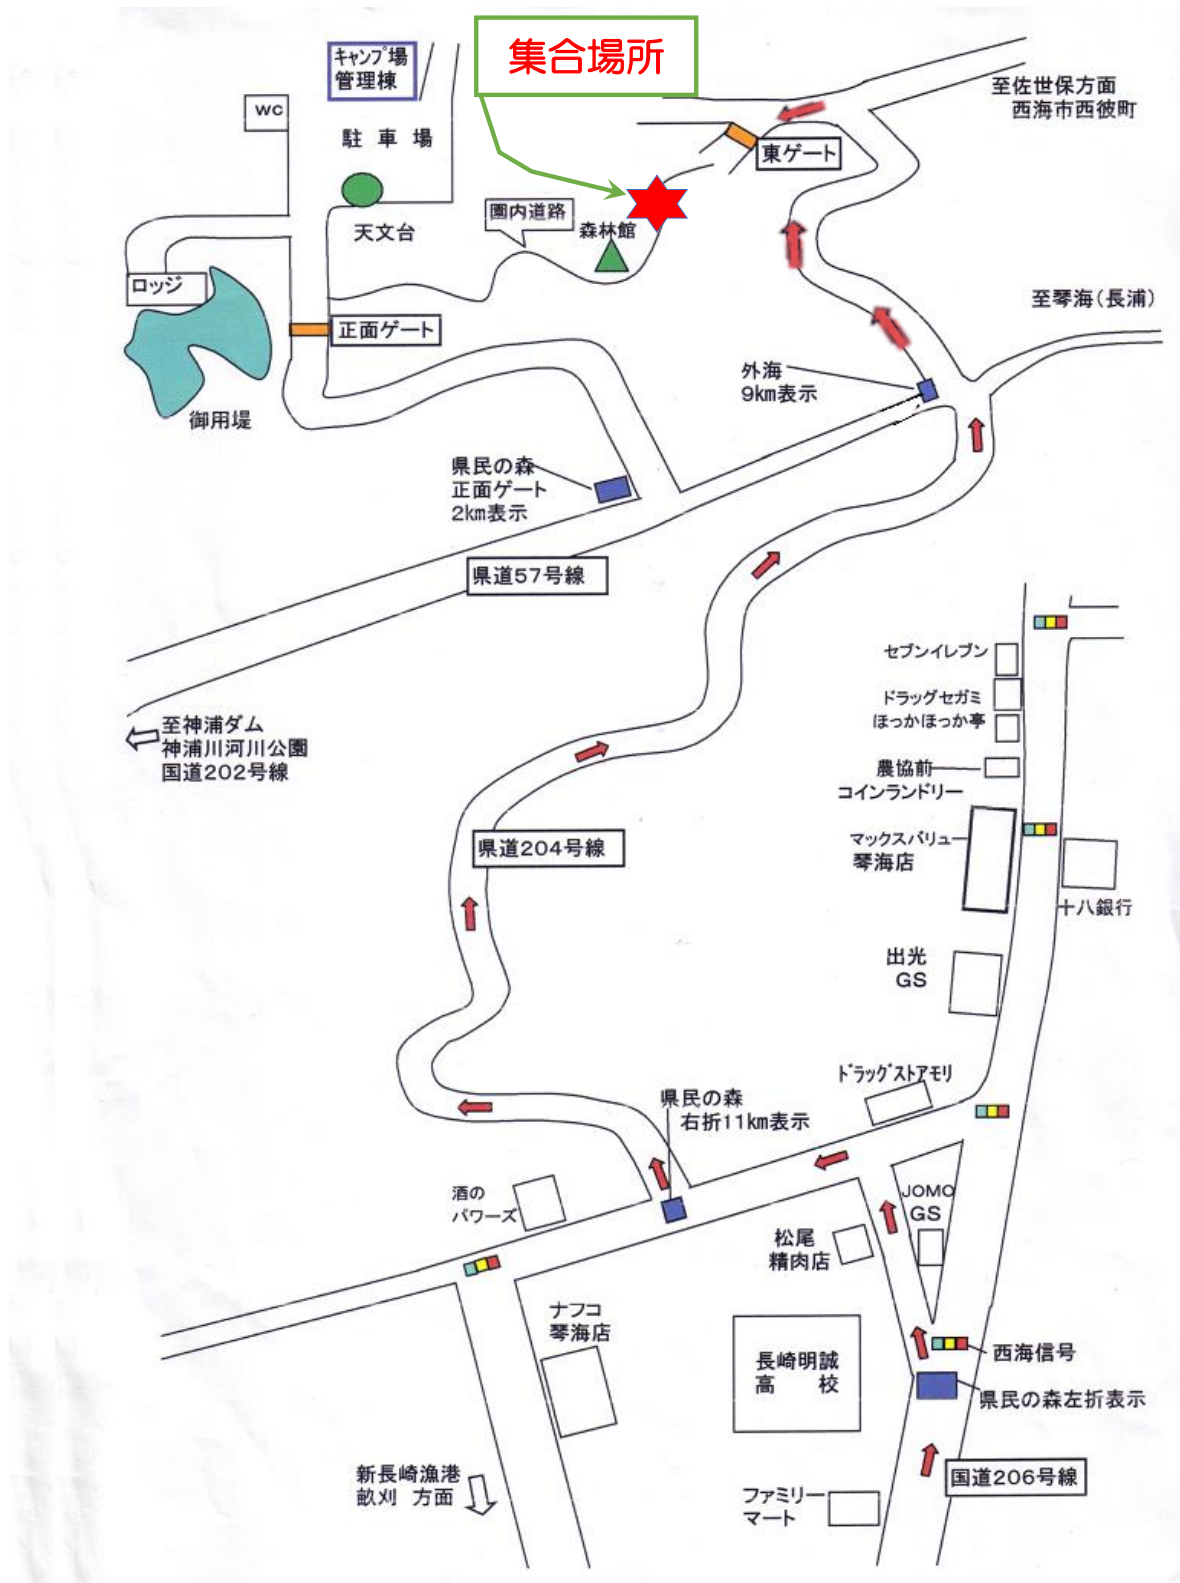 集合場所
キャンプ場
管理棟
WC
駐車場
至佐世保方面
西海市西彼町
東ゲート
園内道路
森林館
天文台
ロッジ
正面ゲート
御用堤
至琴海(長浦)
外海
9km表示
県民の森
正面ゲート
2km表示
県道57号線
至神浦ダム
神浦川河川公園
国道202号線
セブンイレブン
ドラッグセガミ
ほっかほっか亭
農協前
コインランドリー
マックスバリュー
琴海店
十八銀行
県道204号線
出光
GS
ドラッグストアモリ
県民の森
右折11km表示
酒の
パワーズ
JOMO
GS
松尾
精肉店
ナフコ
琴海店
長崎明誠
高校
西海信号
県民の森左折表示
国道206号線
新長崎漁港
畝刈 方面
ファミリー
マート